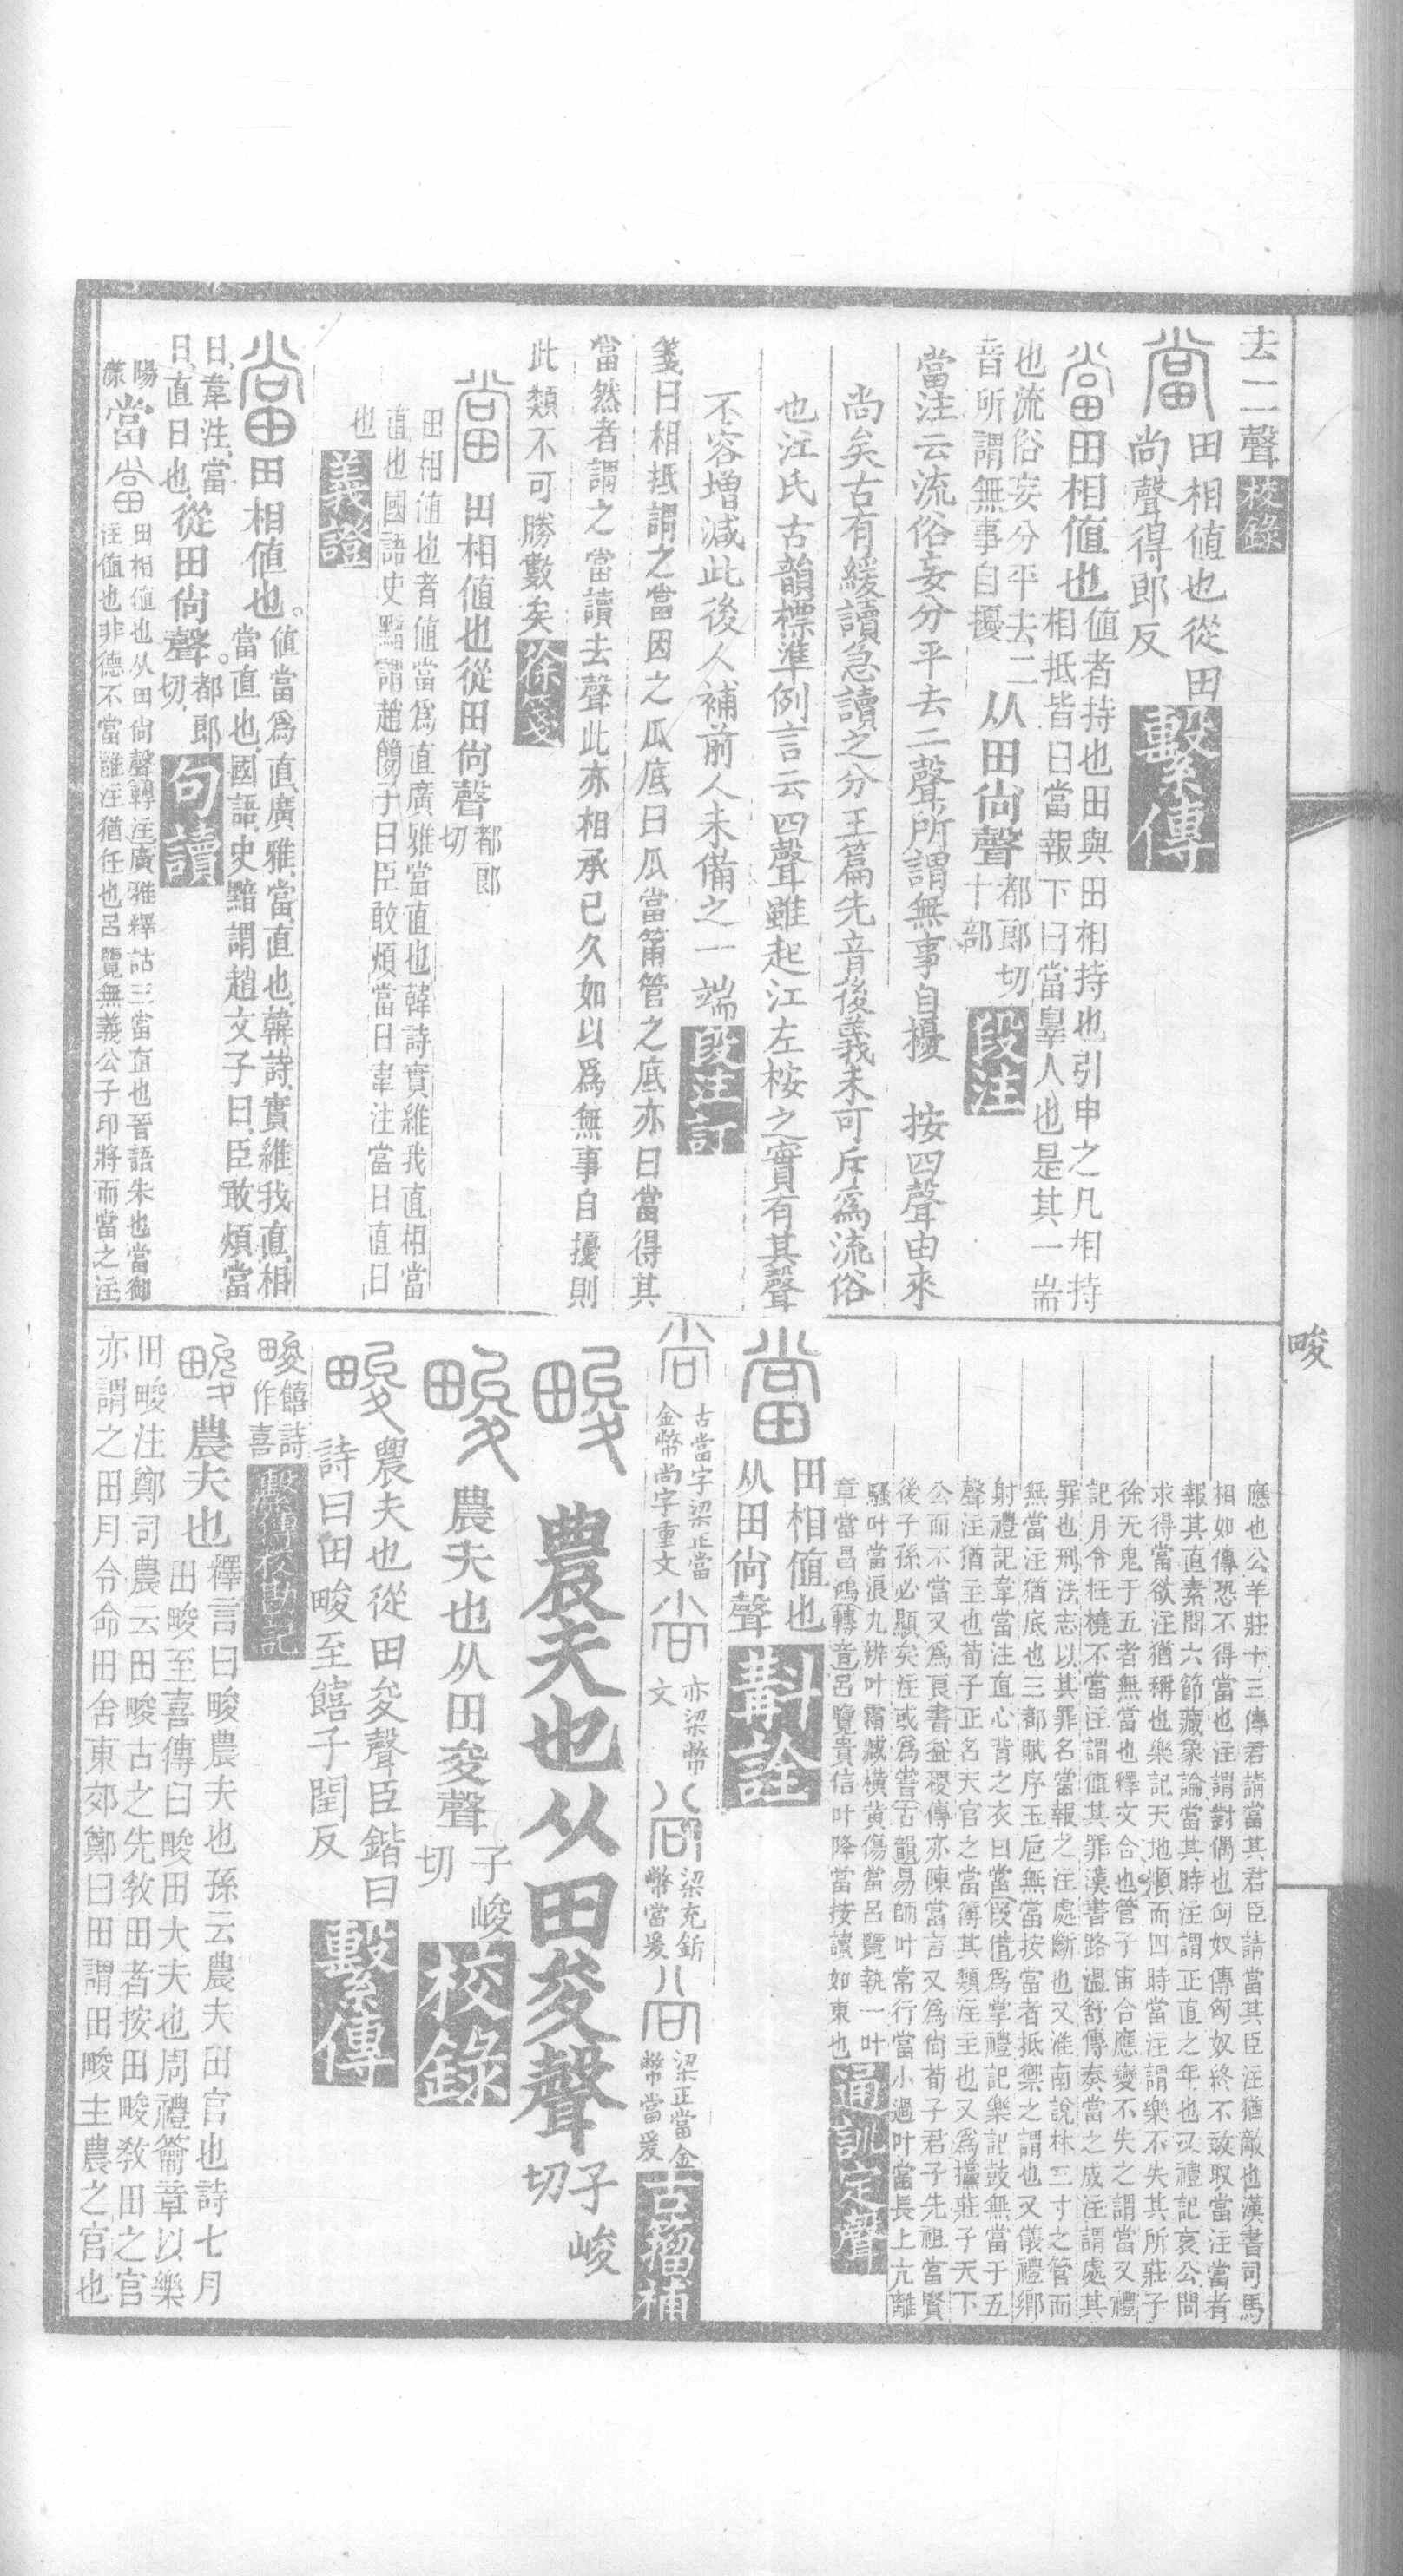 去二聲校錄
當 田相値也從田
尚聲得郎反繫傳
當田相値也値者持也田與田相持也引申之凡相持
相抵皆曰當報下曰當辠人也是其一耑
也流俗妄分平去二
音所謂無事自擾从田尚聲都郎切十部段注
當注云流俗妄分平去二聲所謂無事自擾 按四聲由來
尚矣古有緩讀急讀之分玉篇先音後義未可斥爲流俗
也江氏古韻標準例言云四聲雖起江左桉之實有其聲
不容增減此後人補前人未備之一端段注訂
箋曰相抵謂之當因之瓜底曰瓜當筩管之底亦曰當得其
當然者謂之當讀去聲此亦相承已久如以爲無事自擾則
此類不可勝數矣徐箋
當 田相値也從田尚聲都郎切
田相値也者値當爲直廣雅當直也韓詩實維我直相當
直也國語史黯謂趙簡子曰臣敢煩當日韋注當日直日
也義證
當田相値也。値當爲直廣雅當直也韓詩實維我直相
當直也國語史黯謂趙文子曰臣敢煩當
日韋注當
日直日也從田尚聲。都郎切句讀
當 田相値也从田尚聲轉注廣雅釋詁三當直也晉語朱也當御
注値也非德不當雝注猶任也呂覽無義公子卬將而當之注
畯
應也公羊莊十三傳君請當其君臣請當其臣注猶敵也漢書司馬
相如傳恐不得當也注謂對偶也匈奴傳匈奴終不敢取當注當者
報其直素問六節藏象論當其時注謂正直之年也又禮記哀公問
求得當欲注猶稱也樂記天地順而四時當注謂樂不失其所莊子
徐无鬼于五者無當也釋文合也管子宙合應變不失之謂當又禮
記月令枉橈不當注謂値其罪漢書路溫舒傳奏當之成注謂處其
罪也刑法志以其罪名當報之注處斷也又淮南說林三寸之管而
無當注猶底也三都賦序玉卮無當按當者抵禦之謂也又儀禮鄉
射禮記韋當注直心背之衣曰當叚借爲掌禮記樂記鼓無當于五
聲注猶主也荀子正名天官之當簿其類注主也又爲攩莊子天下
公而不當又爲讜書益稷傳亦陳當言又爲尙荀子君子先祖當賢
後子孫必顯矣注或爲嘗古韻易師叶常行當小過叶當長上亢離
騷叶當浪九辨叶霜臧橫黃傷當呂覽執一叶
章當昌鴻轉音呂覽貴信叶降當按讀如東也通訓定聲
當 田相値也
从田尚聲斠詮
古當字梁正當
金幣尚字重文 亦梁幣
文 梁充釿
幣當爰 梁正當金
幣當爰古籀補
畯 農夫也从田夋聲子峻切
畯 農夫也从田夋聲子峻切校錄
畯 農夫也從田夋聲臣鍇曰
詩曰田畯至饎子閏反繫傳
畯饎詩
作喜繫傳校勘記
畯農夫也釋言曰畯農夫也孫云農夫田官也詩七月
田畯至喜傳曰畯田大夫也周禮籥章以樂
田畯注鄭司農云田畯古之先教田者按田畯教田之官
亦謂之田月令命田舍東郊鄭曰田謂田畯主農之官也